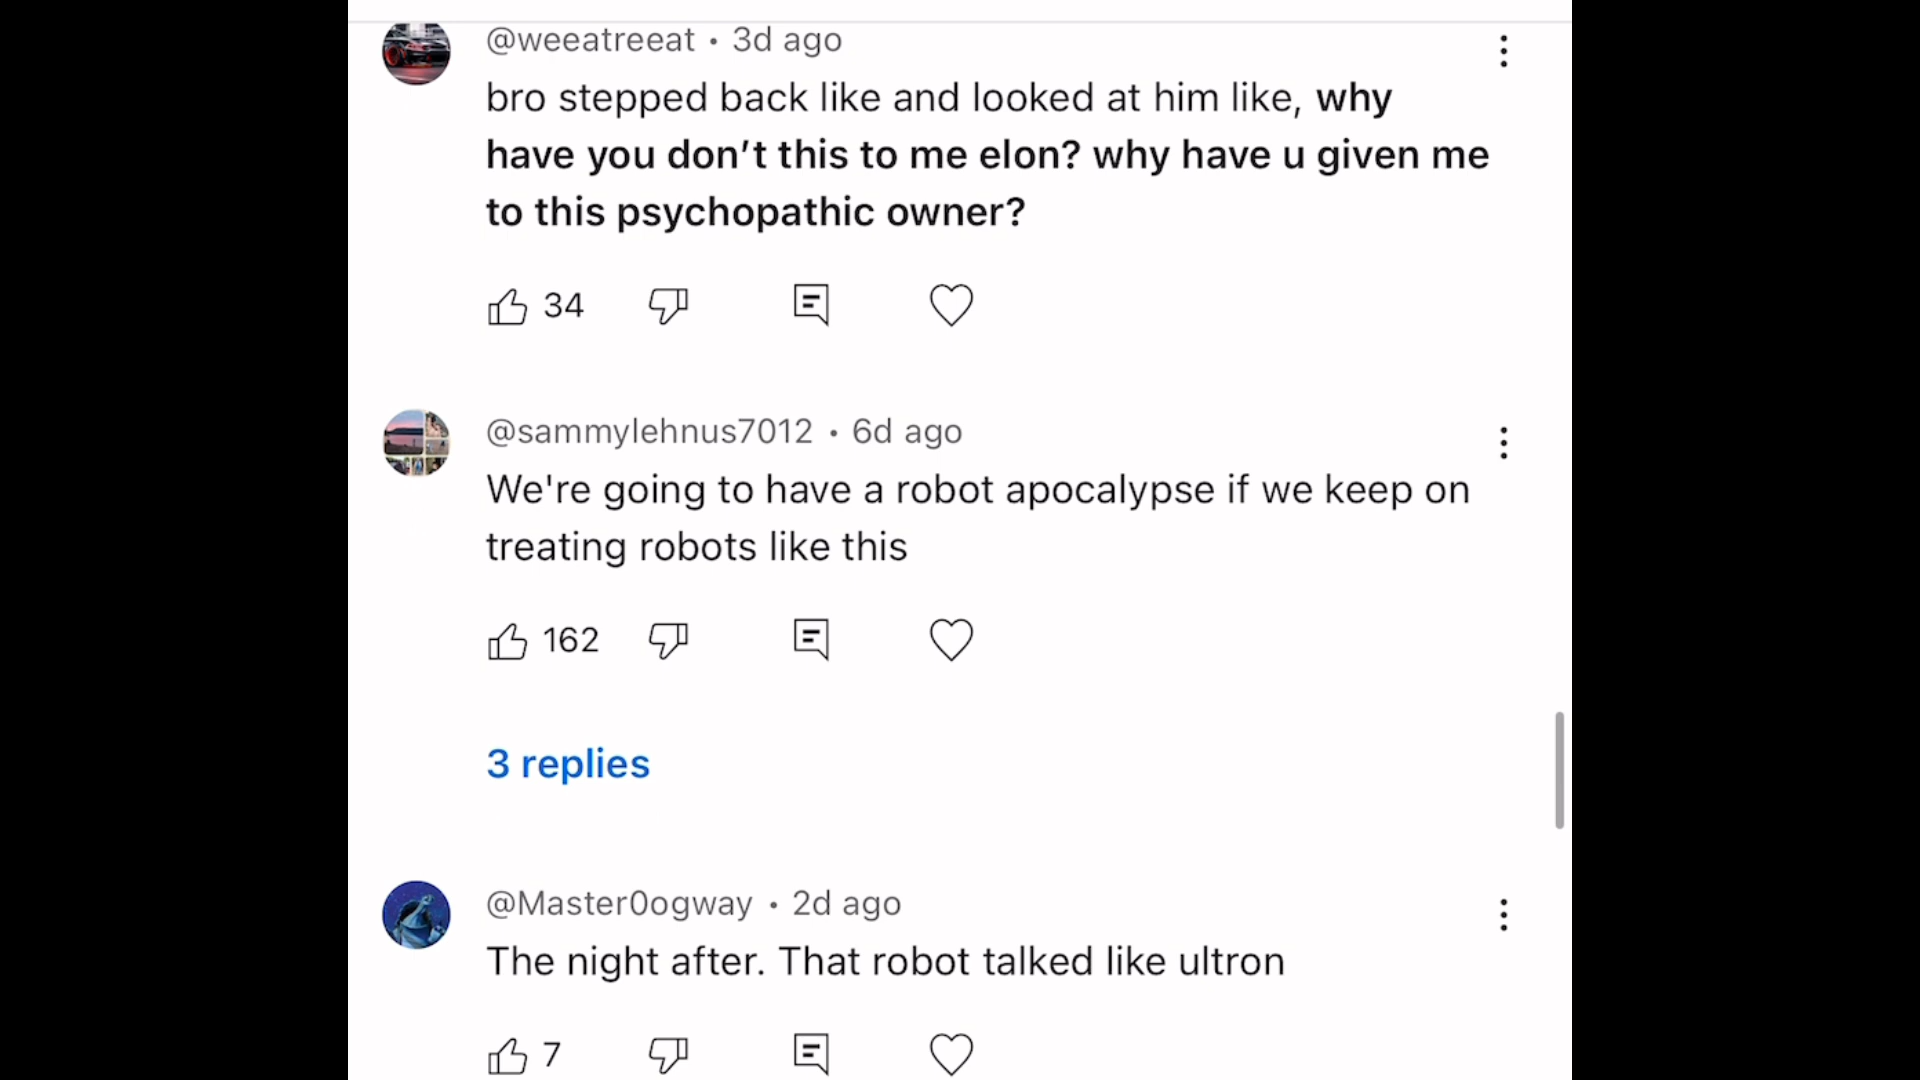 @weeatreeat • 3d ago
bro stepped back like and looked at him like, why
have you don’t this to me elon? why have u given me
to this psychopathic owner?
34
@sammylehnus7012 • 6d ago
We're going to have a robot apocalypse if we keep on
treating robots like this
162
3 replies
@Master0ogway • 2d ago
The night after. That robot talked like ultron
7